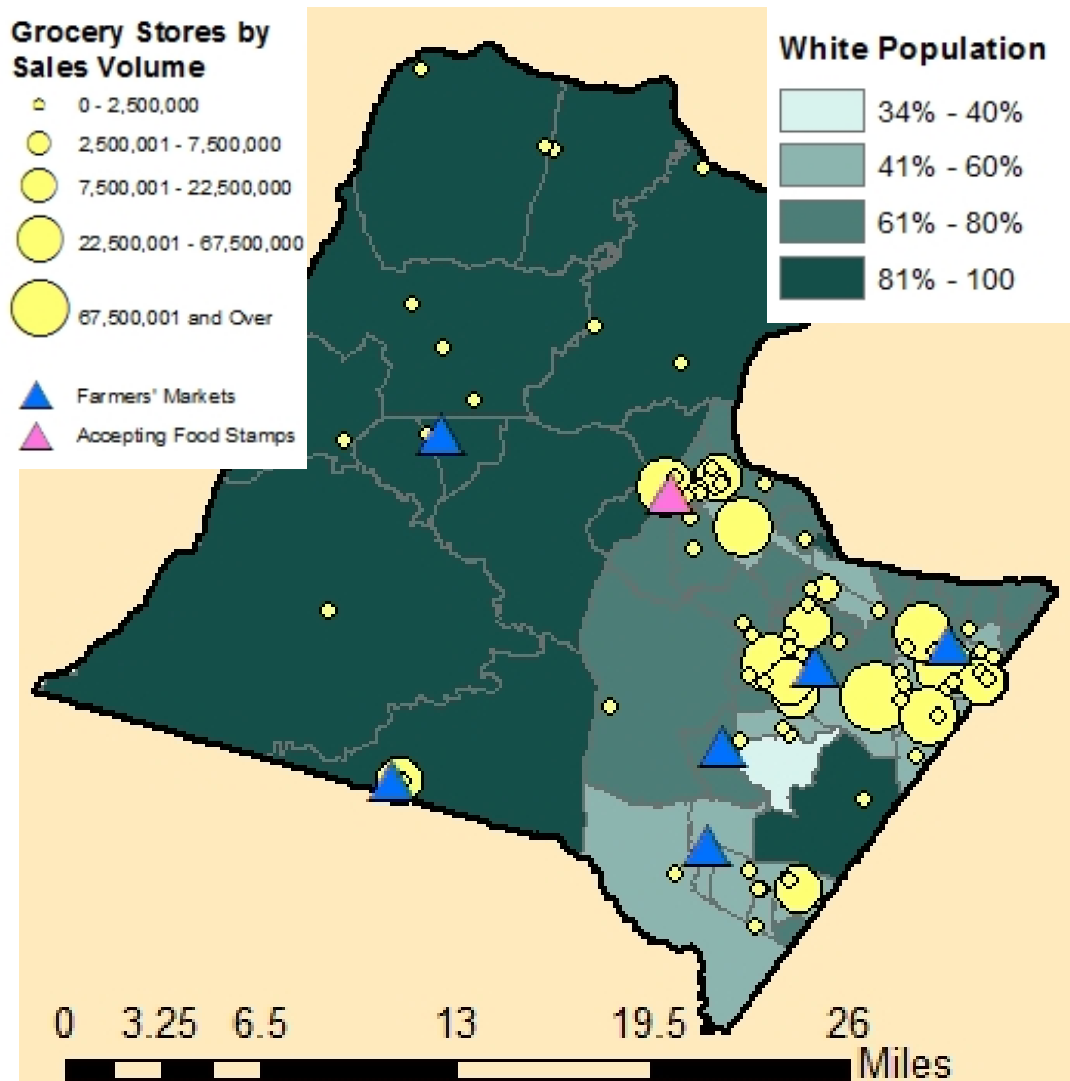 Grocery Stores by
Sales Volume
0 - 2,500,000
2,500,001 - 7,500,000
7,500,001 - 22,500,000
22,500,001 - 67,500,000
67,500,001 and Over
Farmers' Markets
Accepting Food Stamps
White Population
34% - 40%
41% - 60%
61% - 80%
81% - 100
0 3.25 6.5 13 19.5 26
Miles